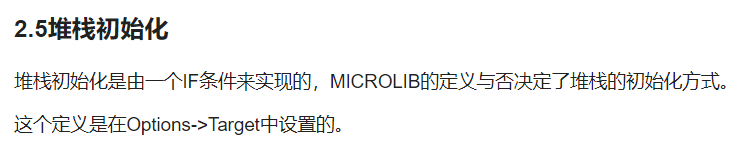 2.5堆栈初始化
堆栈初始化是由一个IF条件来实现的，MICROLIB的定义与否决定了堆栈的初始化方式。
这个定义是在Options->Target中设置的。